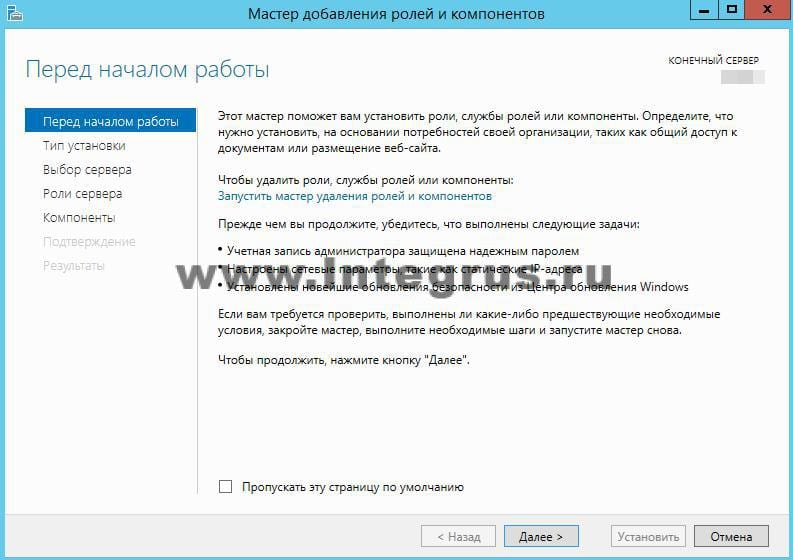 Мастер добавления ролей и компонентов
x
Перед началом работы
КОНЕЧНЫЙ СЕРВЕР
Перед началом работы
Тип установки
Выбор сервера
Роли сервера
Компоненты
Подтверждение
Результаты
Этот мастер поможет вам установить роли, службы ролей или компоненты. Определите, что
нужно установить, на основании потребностей своей организации, таких как общий доступ к
документам или размещение веб-сайта.
Чтобы удалить роли, службы ролей или компоненты:
Запустить мастер удаления ролей и компонентов
Прежде чем вы продолжите, убедитесь, что выполнены следующие задачи:
• Учетная запись администратора защищена надежным паролем
• Настроены сетевые параметры, такие как статические IP-адреса
• Установлены новейшие обновления безопасности из Центра обновления Windows
www.Integrus.ru
Если вам требуется проверить, выполнены ли какие-либо предшествующие необходимые
условия, закройте мастер, выполните необходимые шаги и запустите мастер снова.
Чтобы продолжить, нажмите кнопку "Далее".
Пропускать эту страницу по умолчанию
< Назад
Далее >
Установить
Отмена